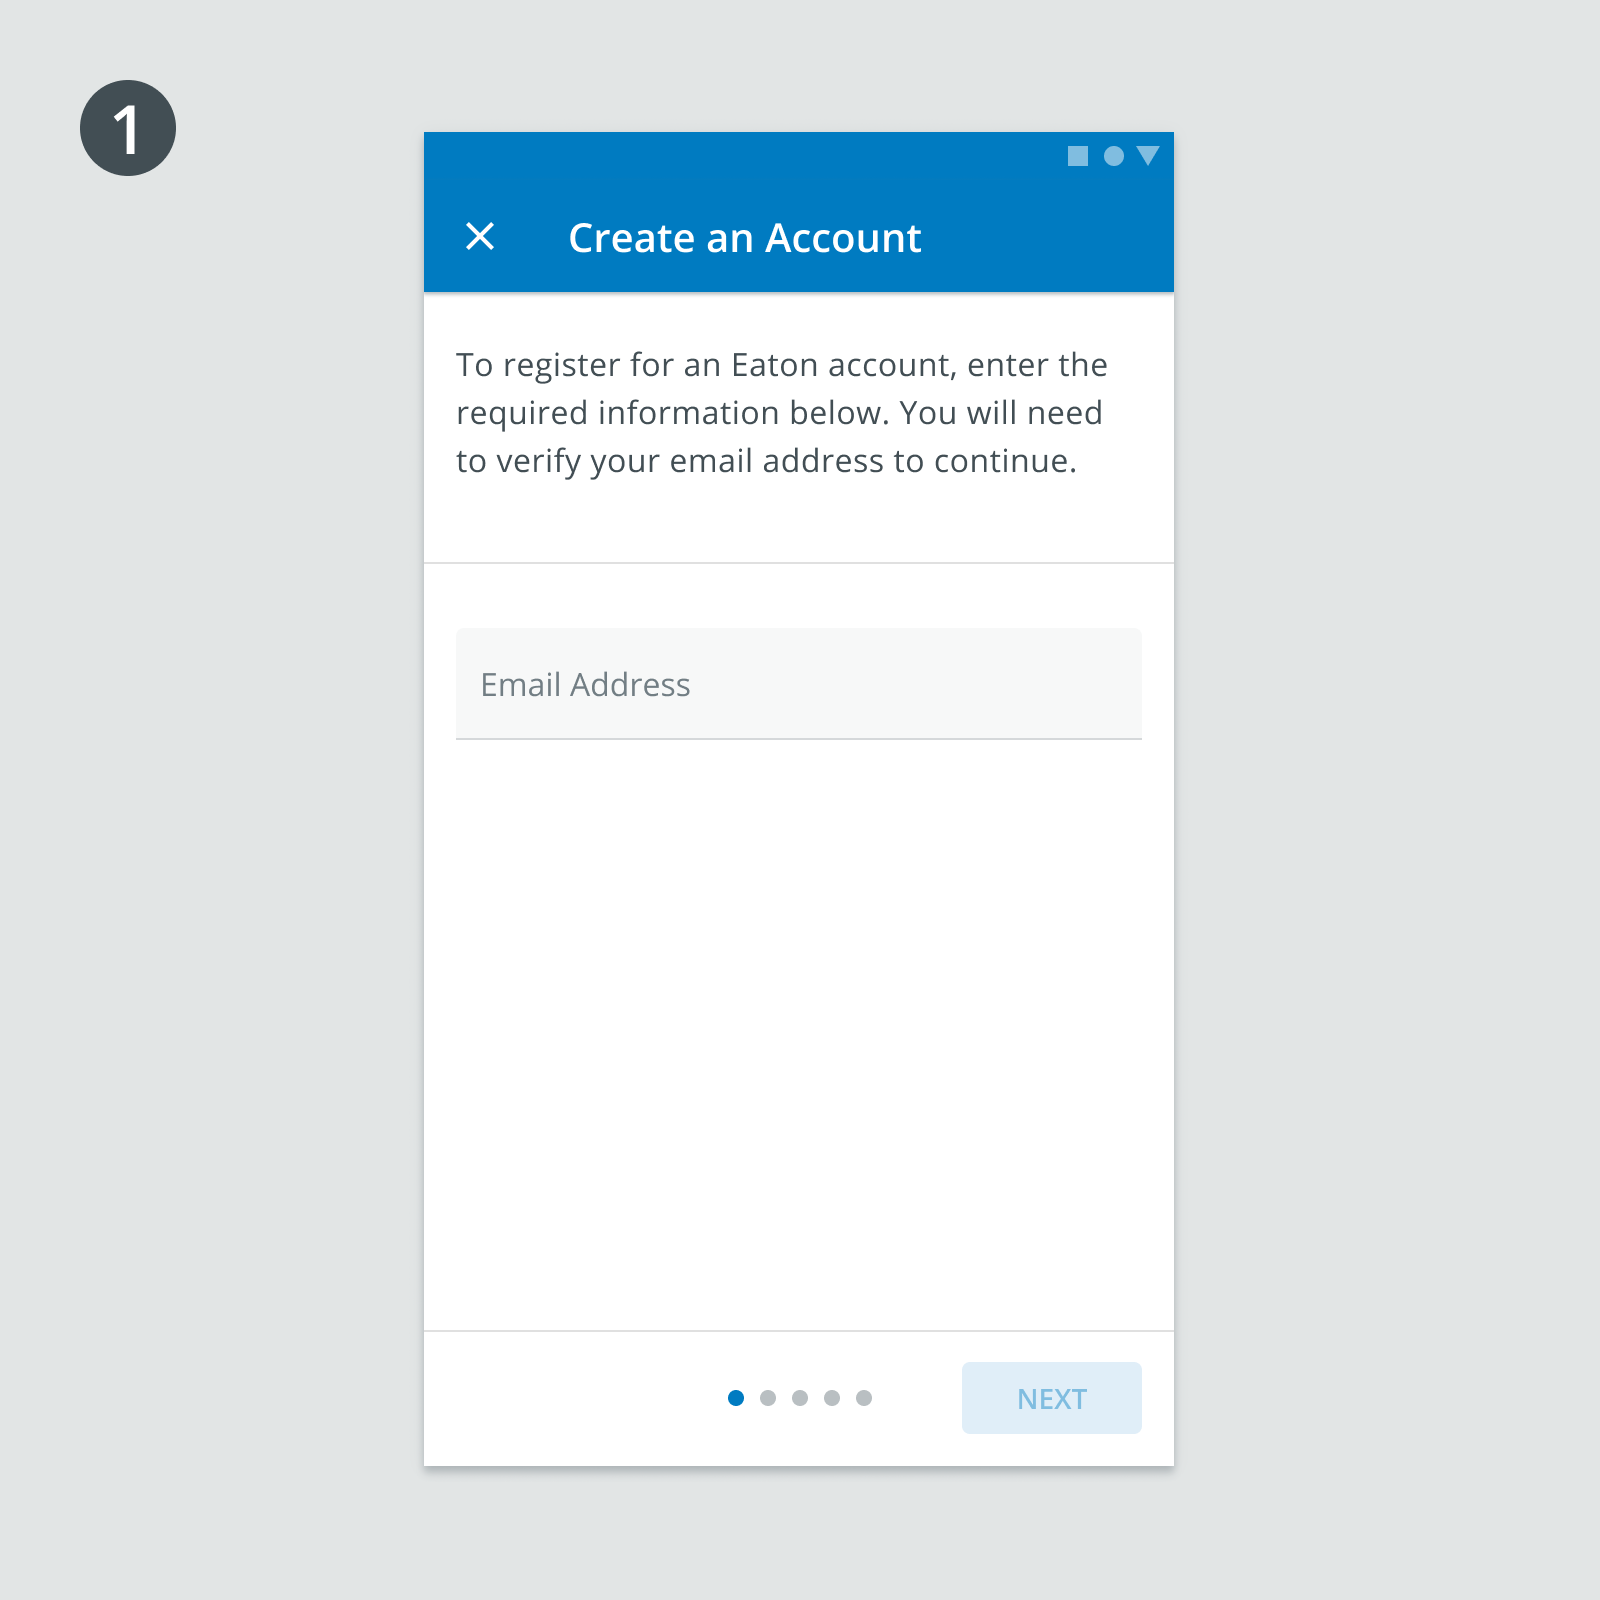 1
Create an Account
To register for an Eaton account, enter the
required information below. You will need
to verify your email address to continue.
Email Address
NEXT